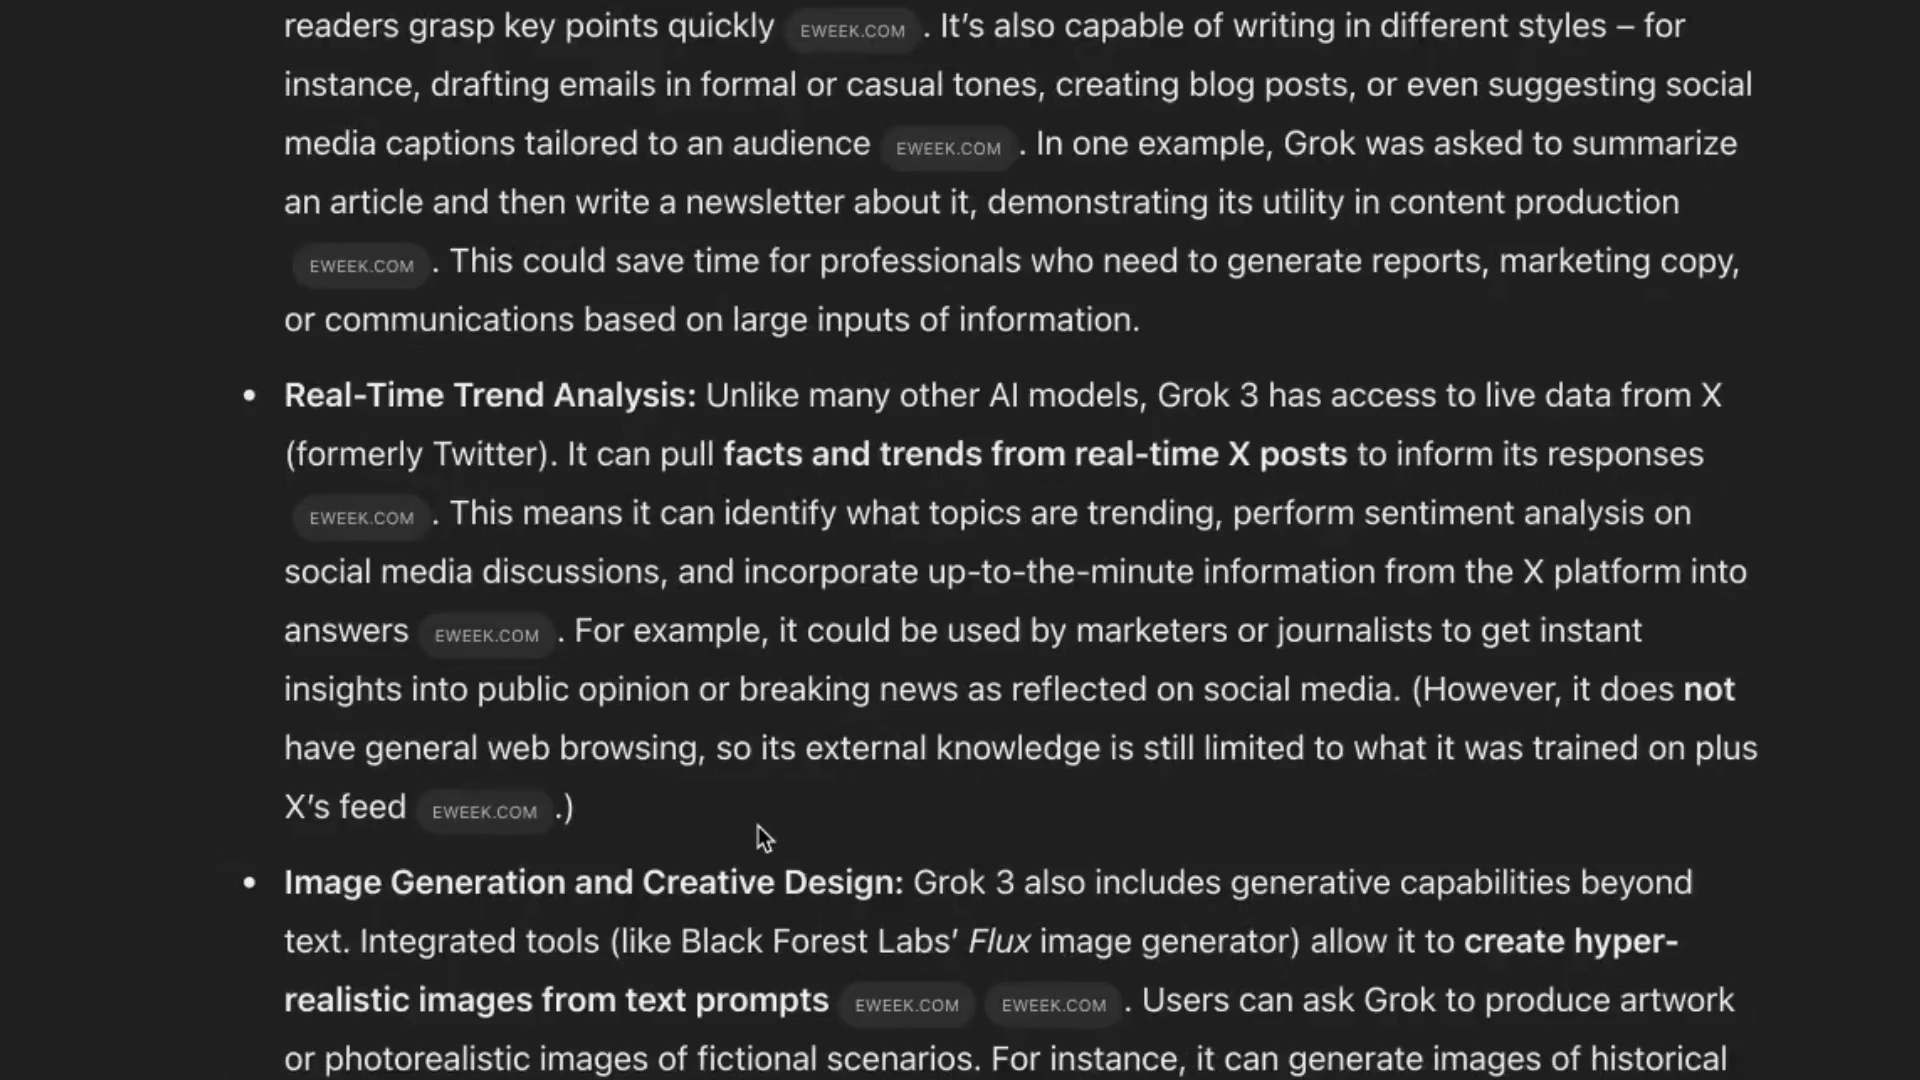 readers grasp key points quickly EWEEK.COM . It’s also capable of writing in different styles – for
instance, drafting emails in formal or casual tones, creating blog posts, or even suggesting social
media captions tailored to an audience EWEEK.COM . In one example, Grok was asked to summarize
an article and then write a newsletter about it, demonstrating its utility in content production
EWEEK.COM . This could save time for professionals who need to generate reports, marketing copy,
or communications based on large inputs of information.
• Real-Time Trend Analysis: Unlike many other AI models, Grok 3 has access to live data from X
(formerly Twitter). It can pull facts and trends from real-time X posts to inform its responses
EWEEK.COM . This means it can identify what topics are trending, perform sentiment analysis on
social media discussions, and incorporate up-to-the-minute information from the X platform into
answers EWEEK.COM . For example, it could be used by marketers or journalists to get instant
insights into public opinion or breaking news as reflected on social media. (However, it does not
have general web browsing, so its external knowledge is still limited to what it was trained on plus
X’s feed EWEEK.COM .)
• Image Generation and Creative Design: Grok 3 also includes generative capabilities beyond
text. Integrated tools (like Black Forest Labs’ Flux image generator) allow it to create hyper-
realistic images from text prompts EWEEK.COM EWEEK.COM . Users can ask Grok to produce artwork
or photorealistic images of fictional scenarios. For instance, it can generate images of historical